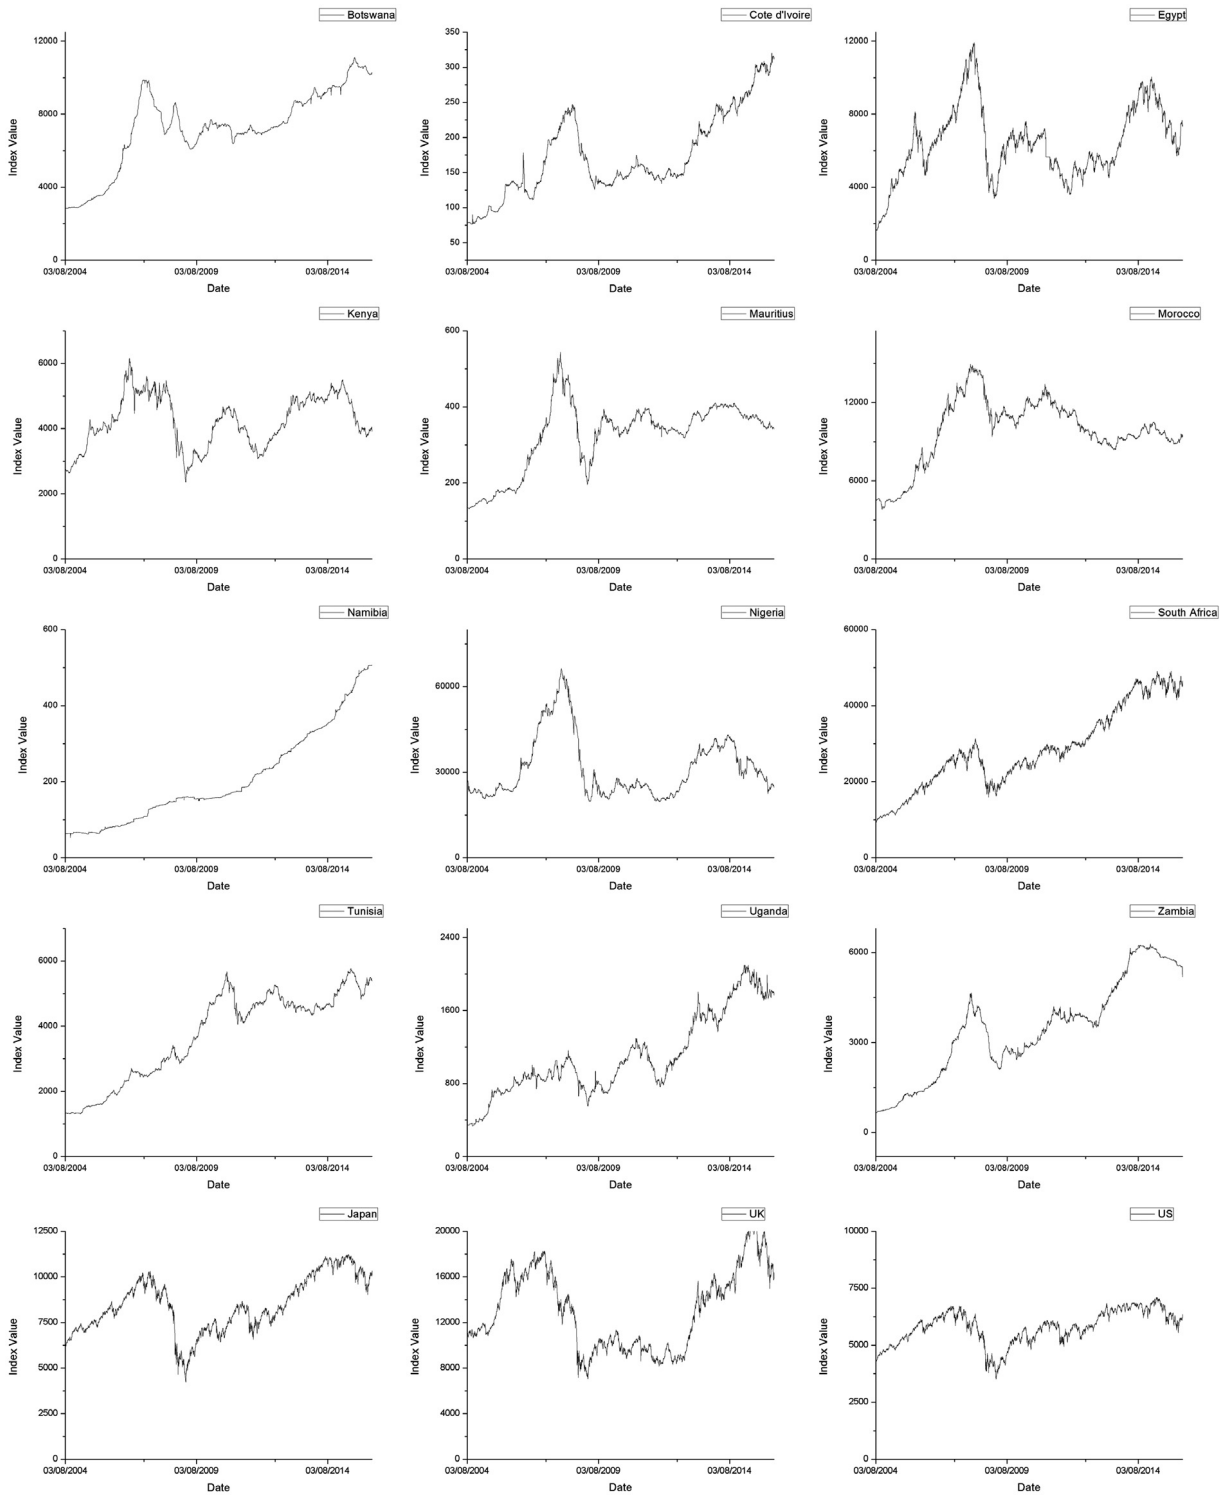 Botswana
12000
8000
4000
0
Index Value
03/08/2004
03/08/2009
03/08/2014
Date
Cote d'Ivoire
350
300
250
200
150
100
50
Index Value
03/08/2004
03/08/2009
03/08/2014
Date
Egypt
12000
8000
4000
0
Index Value
03/08/2004
03/08/2009
03/08/2014
Date
Kenya
6000
4000
2000
0
Index Value
03/08/2004
03/08/2009
03/08/2014
Date
Mauritius
600
400
200
0
Index Value
03/08/2004
03/08/2009
03/08/2014
Date
Morocco
12000
6000
0
Index Value
03/08/2004
03/08/2009
03/08/2014
Date
Namibia
600
400
200
0
Index Value
03/08/2004
03/08/2009
03/08/2014
Date
Nigeria
60000
30000
0
Index Value
03/08/2004
03/08/2009
03/08/2014
Date
South Africa
60000
40000
20000
0
Index Value
03/08/2004
03/08/2009
03/08/2014
Date
Tunisia
6000
4000
2000
0
Index Value
03/08/2004
03/08/2009
03/08/2014
Date
Uganda
2400
1600
800
0
Index Value
03/08/2004
03/08/2009
03/08/2014
Date
Zambia
6000
3000
0
Index Value
03/08/2004
03/08/2009
03/08/2014
Date
Japan
12500
10000
7500
5000
2500
0
Index Value
03/08/2004
03/08/2009
03/08/2014
Date
UK
20000
16000
12000
8000
4000
0
Index Value
03/08/2004
03/08/2009
03/08/2014
Date
US
10000
7500
5000
2500
0
Index Value
03/08/2004
03/08/2009
03/08/2014
Date